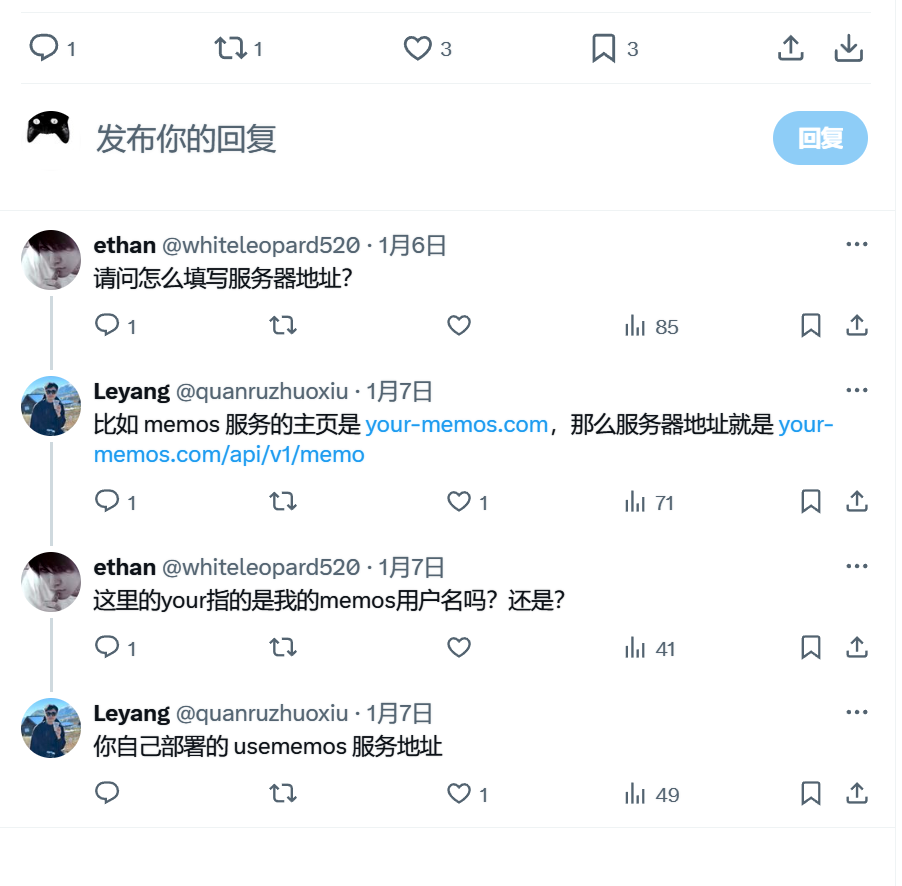 1 1 3 3
发布你的回复
回复
ethan @whiteleopard520 · 1月6日
请问怎么填写服务器地址？
1 85
Leyang @quanruzhuoxiu · 1月7日
比如 memos 服务的主页是 your-memos.com，那么服务器地址就是 your-
memos.com/api/v1/memo
1 1 71
ethan @whiteleopard520 · 1月7日
这里的your指的是我的memos用户名吗？还是？
1 41
Leyang @quanruzhuoxiu · 1月7日
你自己部署的 usememos 服务地址
1 49